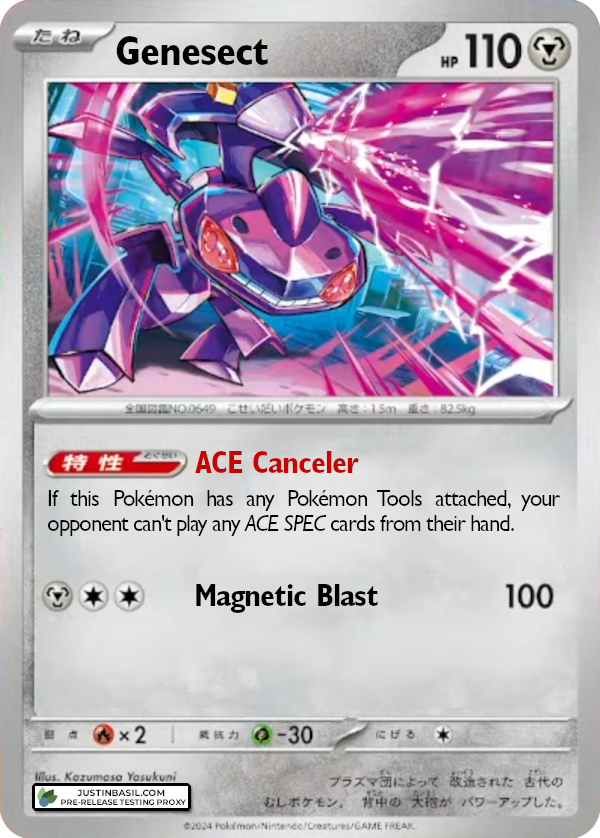 たね
Genesect
HP 110
全国図鑑NO.0649 こせいだいポケモン 高さ:1.5m 重さ:82.5kg
特性 とくせい ACE Canceler
If this Pokémon has any Pokémon Tools attached, your
opponent can't play any ACE SPEC cards from their hand.
Magnetic Blast 100
弱点 ×2 抵抗力 -30 にげる
Illus. Kazumasa Yasukuni
JUSTINBASIL.COM
PRE-RELEASE TESTING PROXY
プラズマ団によって 改造された 古代の
むしポケモン。 背中の 大砲が パワーアップした。
©2024 Pokémon/Nintendo/Creatures/GAME FREAK.